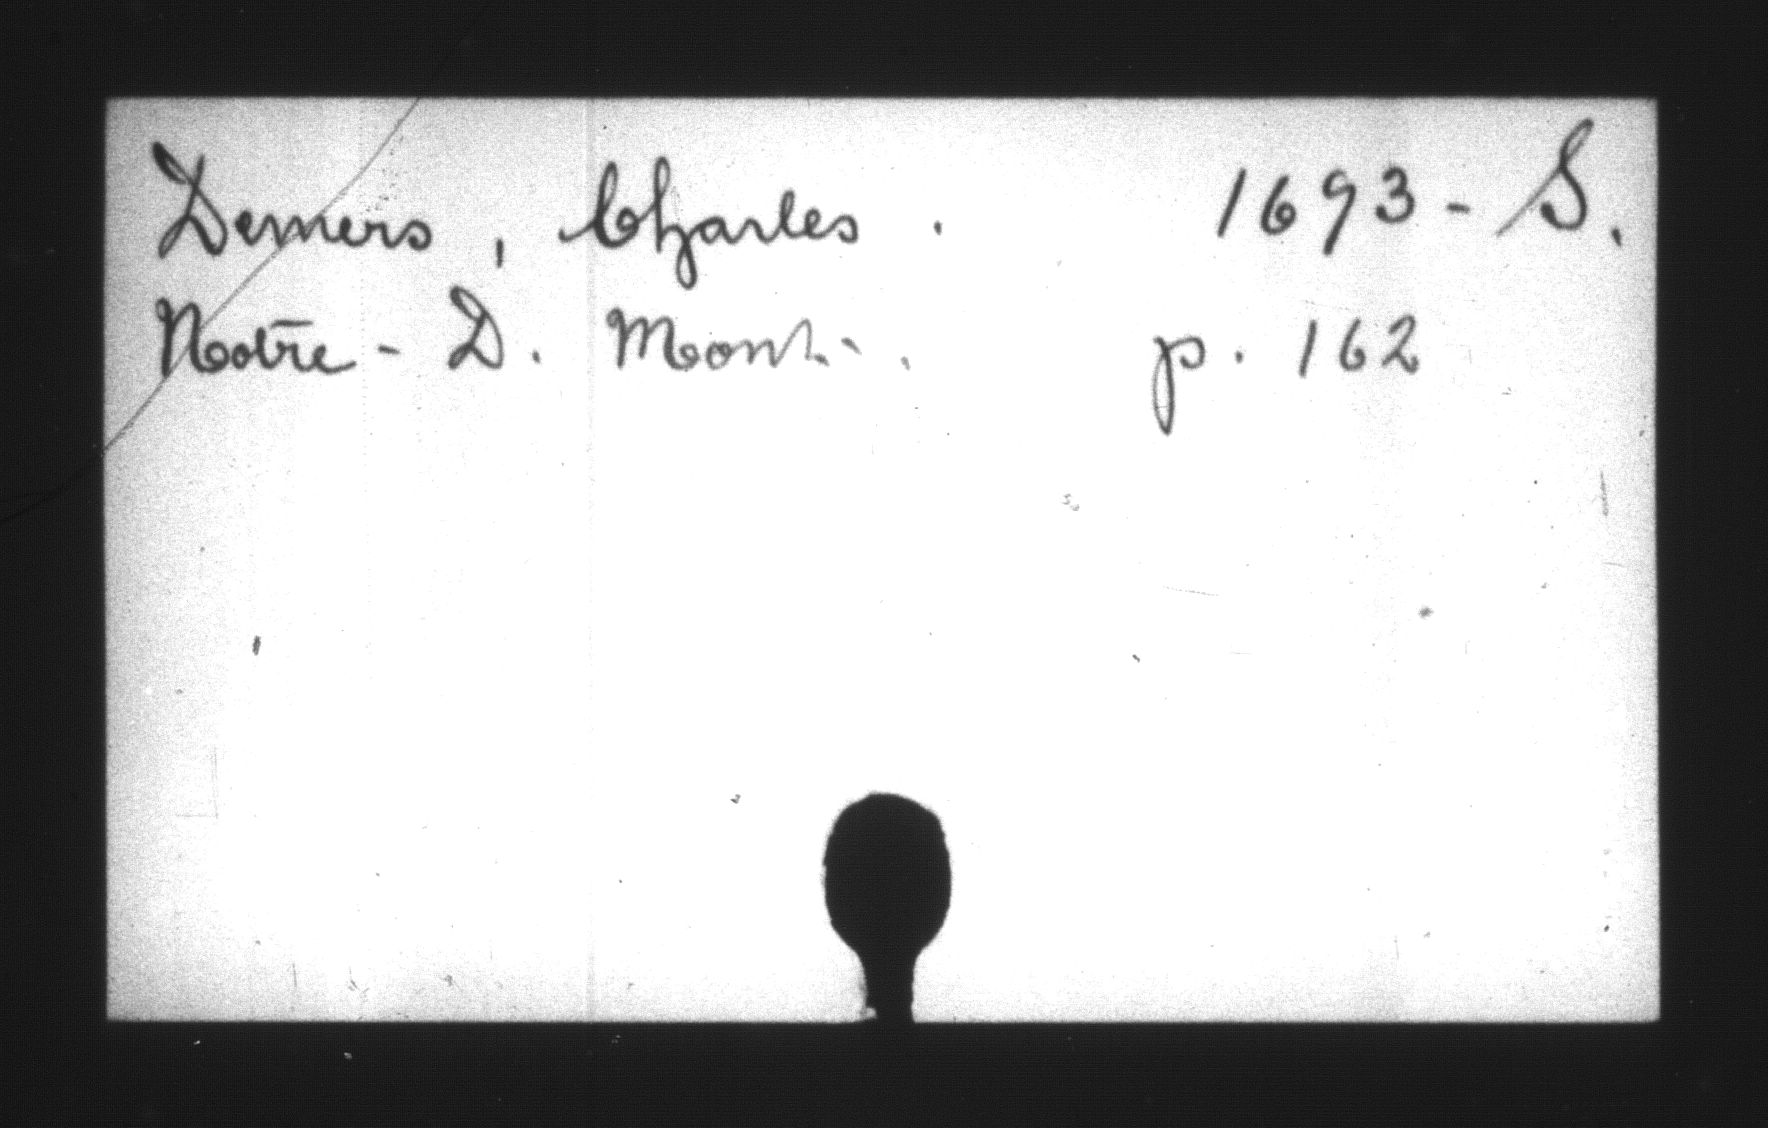 Demers, Charles. 1693 - S.
Notre - D. Mont. p. 162